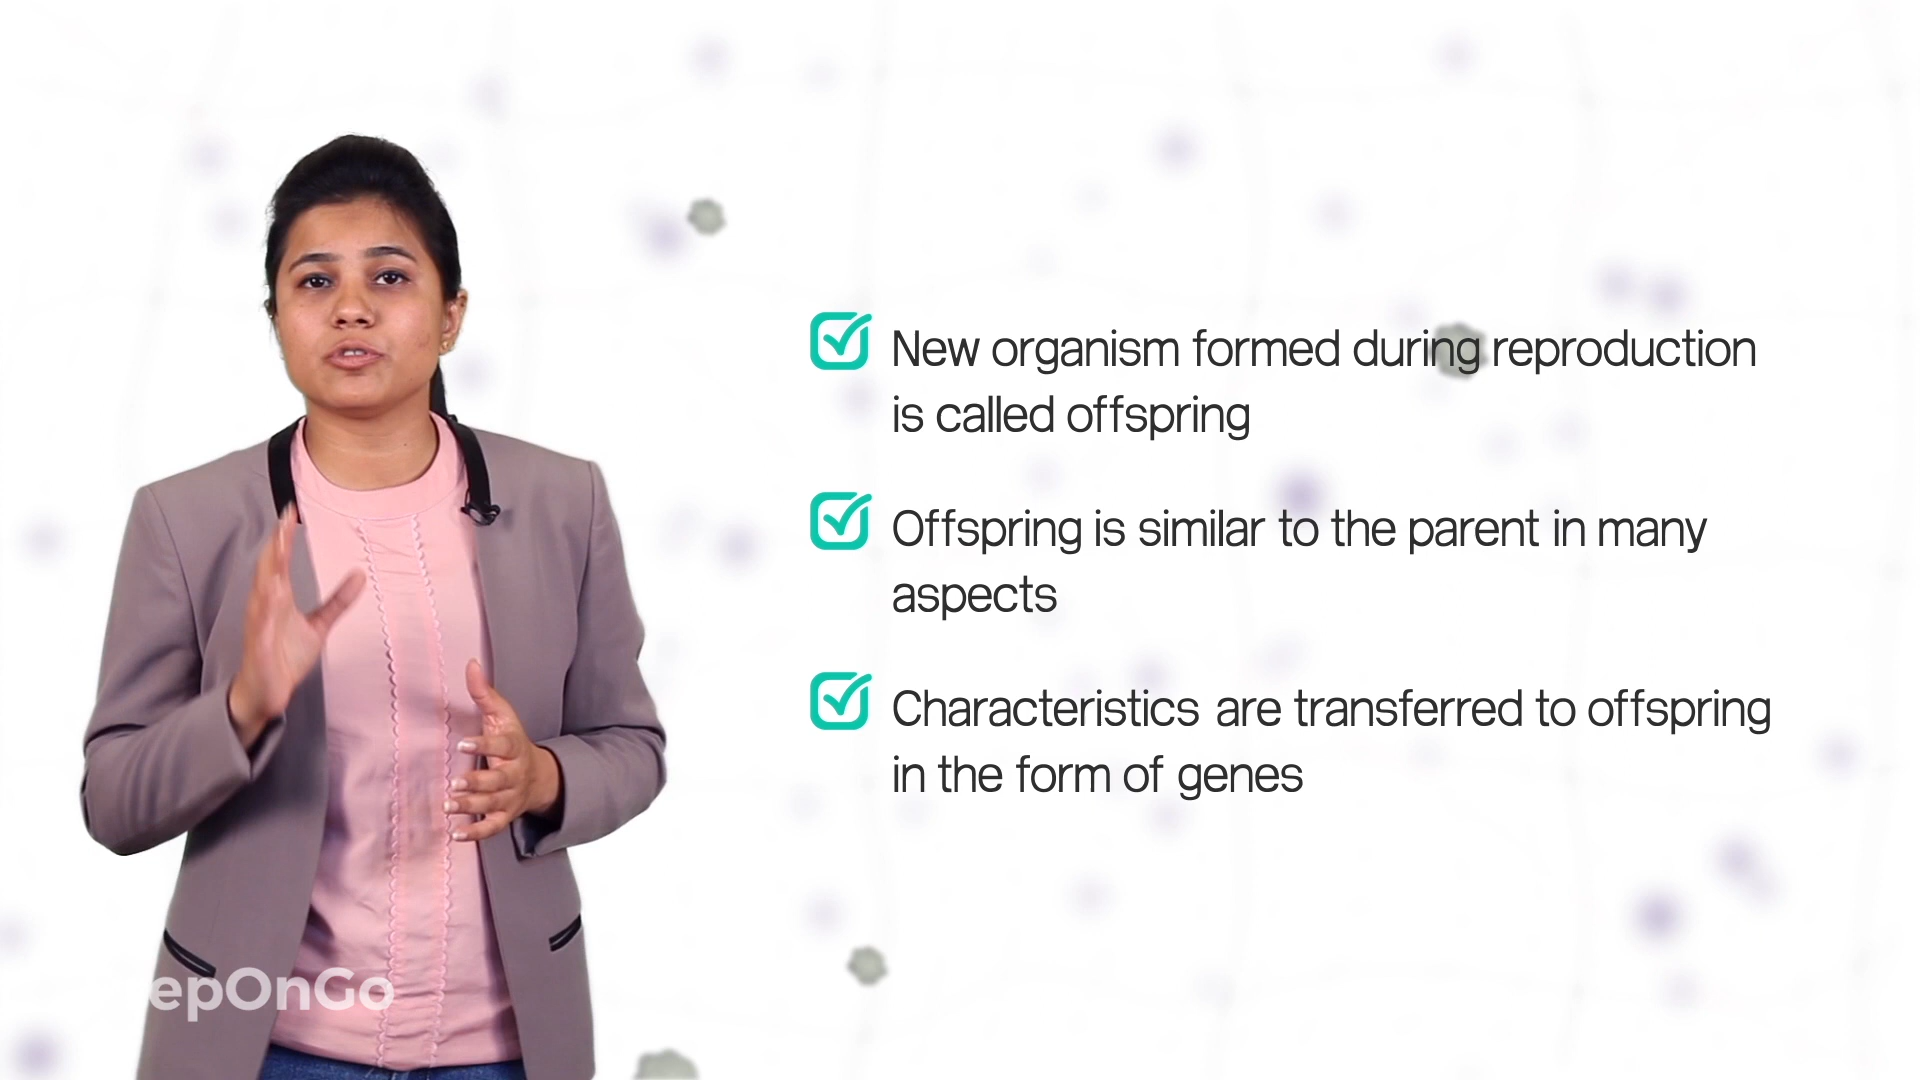 New organism formed during reproduction
is called offspring
Offspring is similar to the parent in many
aspects
Characteristics are transferred to offspring
in the form of genes
epOnGo